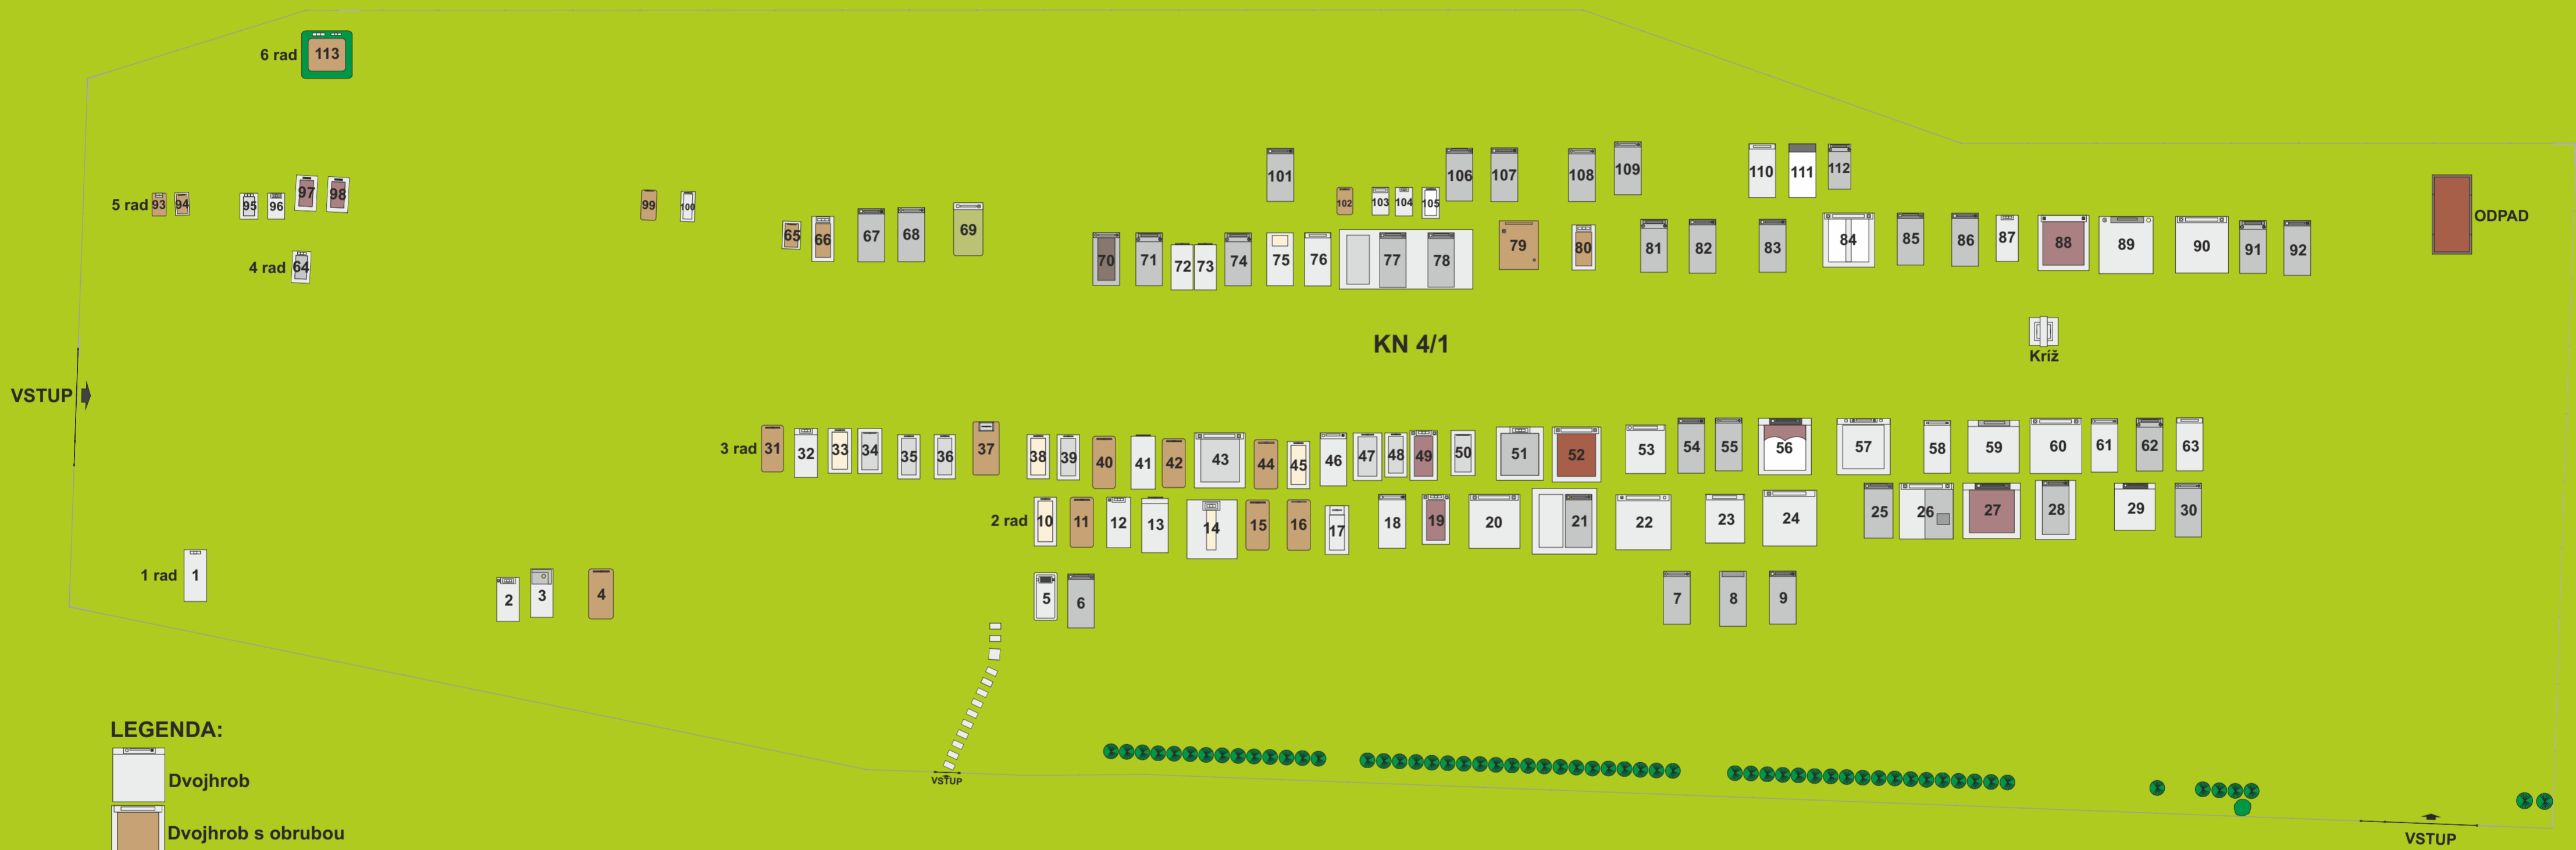 6 rad 113
101 106 107 108 109 110 111 112
5 rad 93 94 95 96 97 98 99 100 102 103 104 105
ODPAD
4 rad 64 65 66 67 68 69 70 71 72 73 74 75 76 77 78 79 80 81 82 83 84 85 86 87 88 89 90 91 92
KN 4/1
Kríž
VSTUP
3 rad 31 32 33 34 35 36 37 38 39 40 41 42 43 44 45 46 47 48 49 50 51 52 53 54 55 56 57 58 59 60 61 62 63
2 rad 10 11 12 13 14 15 16 17 18 19 20 21 22 23 24 25 26 27 28 29 30
1 rad 1 2 3 4 5 6 7 8 9
LEGENDA:
Dvojhrob
Dvojhrob s obrubou
VSTUP
VSTUP